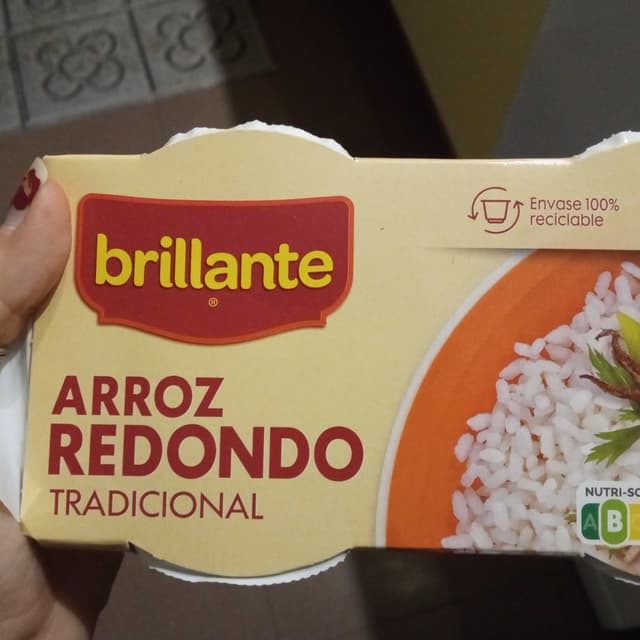 brillante
®
Envase 100%
reciclable
ARROZ
REDONDO
TRADICIONAL
A B